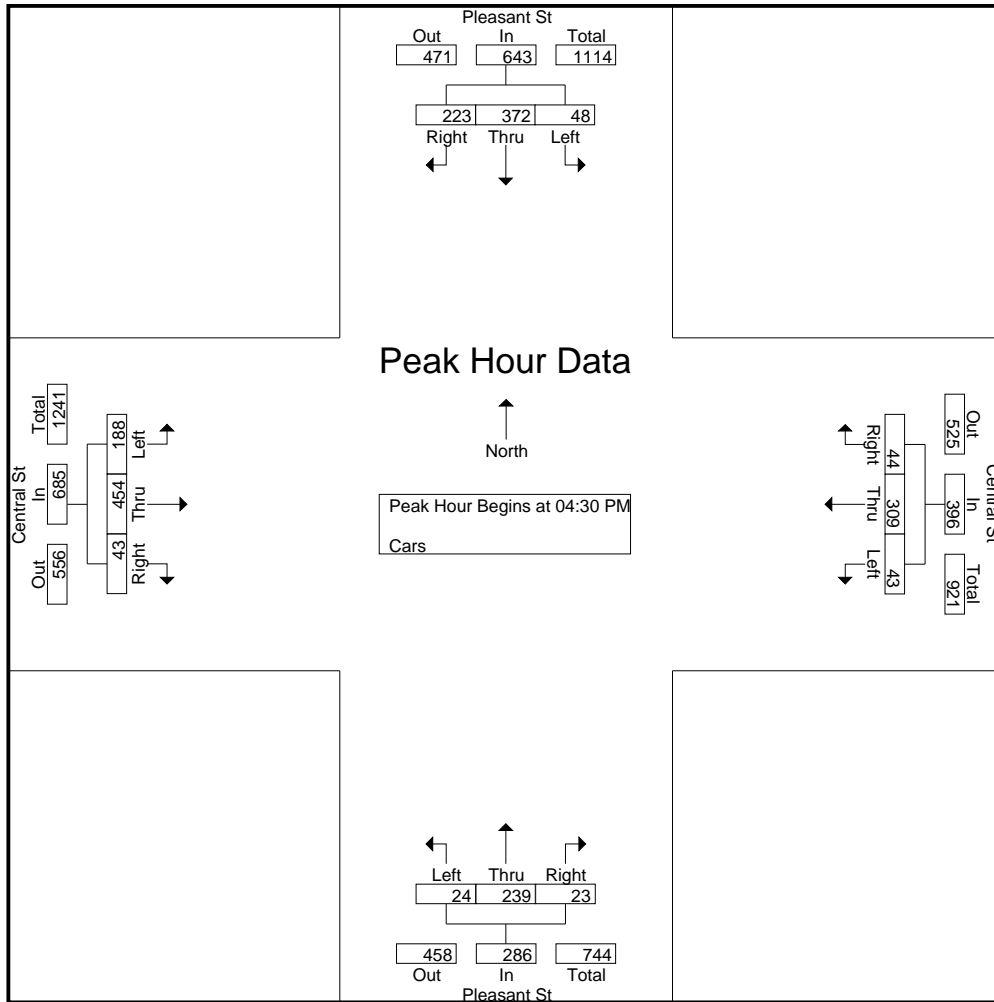 Pleasant St
Out In Total
471 643 1114
223 372 48
Right Thru Left
Peak Hour Data
North
Peak Hour Begins at 04:30 PM
Cars
Central St
Total In Out
1241 685 556
188 454 43
Left Thru Right
Central St
Out In Total
525 396 921
44 309 43
Right Thru Left
Left Thru Right
24 239 23
458 286 744
Out In Total
Pleasant St